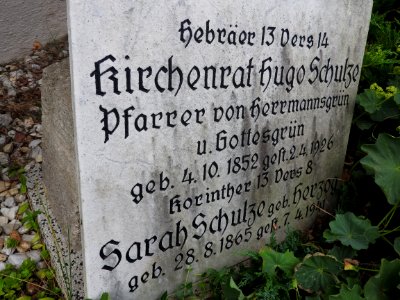 Hebräer 13 Vers 14
Kirchenrat Hugo Schulze
Pfarrer von Herrmannsgrün
u. Gottesgrün
geb. 4. 10. 1852 gest. 2. 4. 1926
Korinther 13 Vers 8
Sarah Schulze geb. Herzog
geb. 28. 8. 1865 gest. 7. 4.